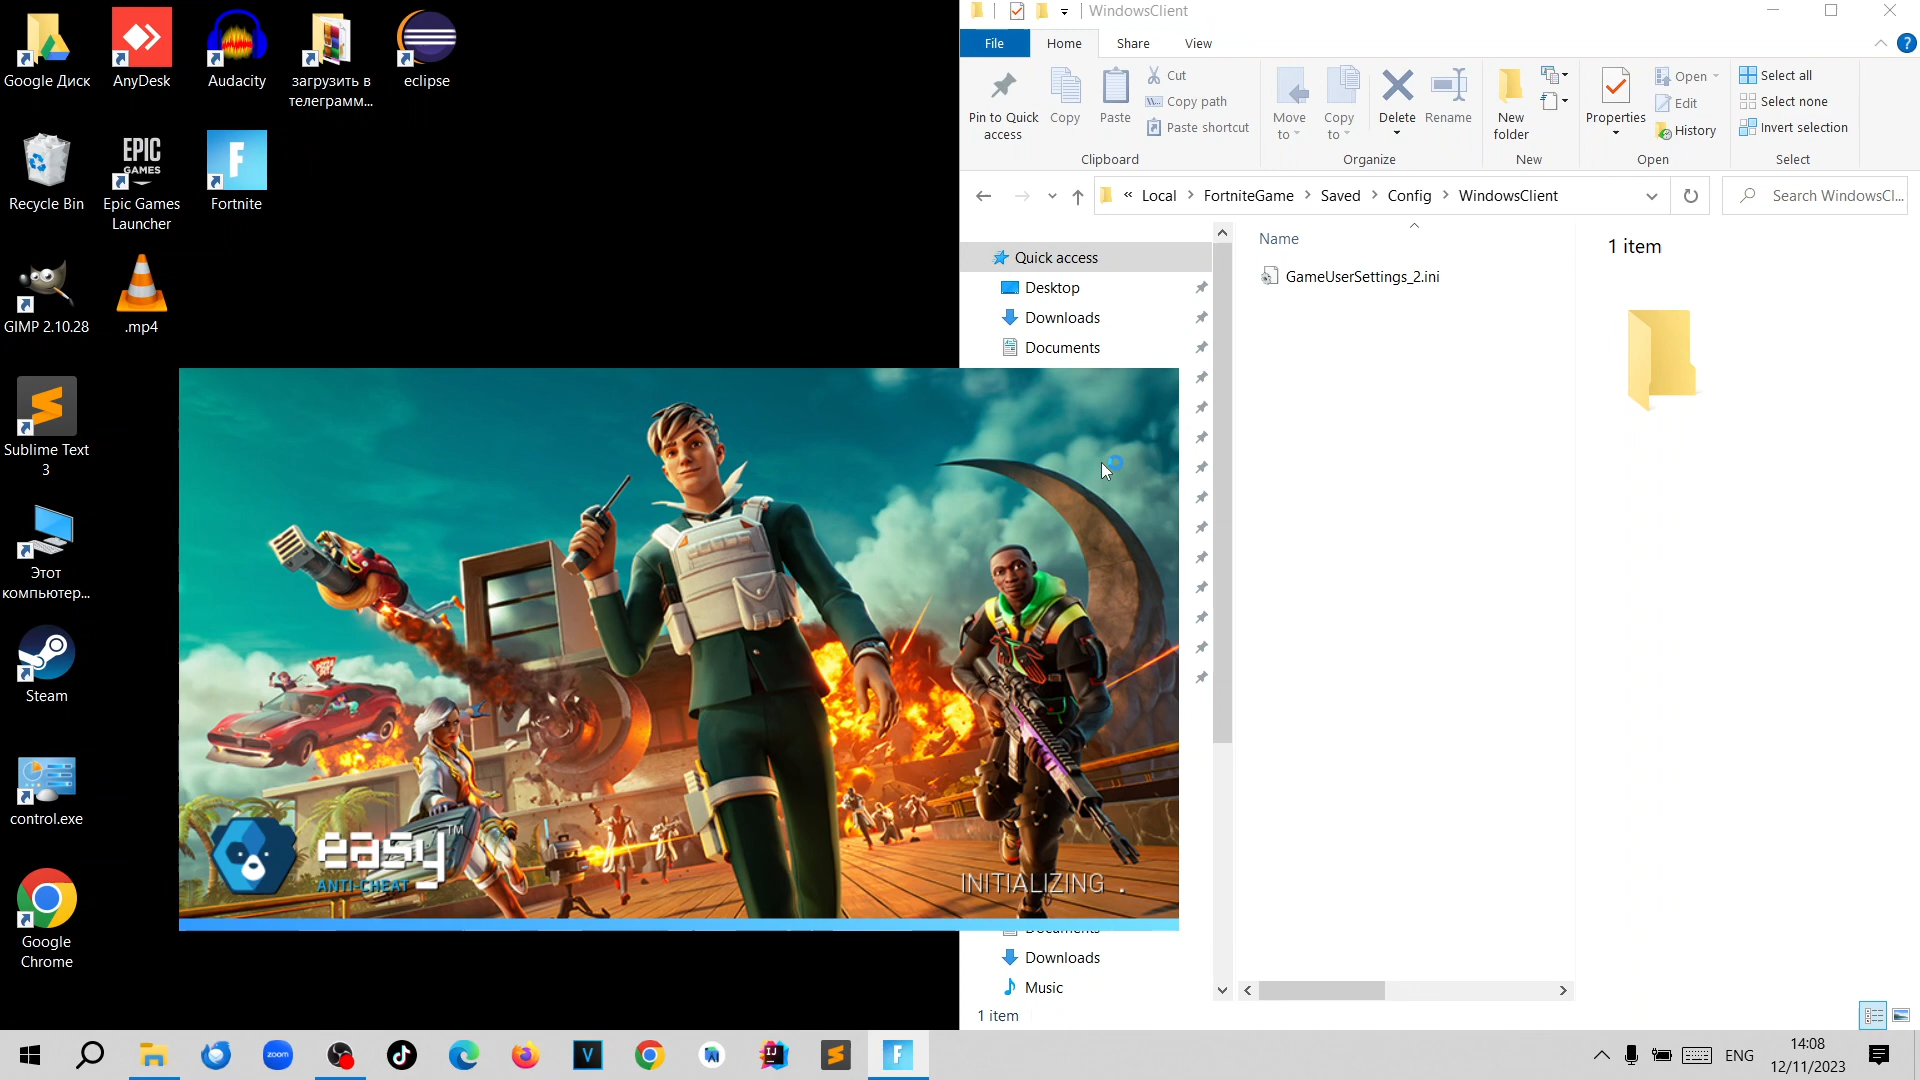 Google Диск
AnyDesk
Audacity
загрузить в
телеграмм...
eclipse
Recycle Bin
EPIC
GAMES
Epic Games
Launcher
F
Fortnite
GIMP 2.10.28
.mp4
Sublime Text
3
Этот
компьютер...
Steam
control.exe
Google
Chrome
WindowsClient
File
Home
Share
View
?
Pin to Quick
access
Copy
Paste
Cut
Copy path
Paste shortcut
Clipboard
Move
to
Copy
to
Delete
Rename
Organize
New
folder
New
Properties
Open
Edit
History
Open
Select all
Select none
Invert selection
Select
« Local > FortniteGame > Saved > Config > WindowsClient
Search WindowsCl...
Quick access
Desktop
Downloads
Documents
Name
GameUserSettings_2.ini
1 item
easy™
ANTI-CHEAT
INITIALIZING .
Documents
Downloads
Music
1 item
zoom
V
IJ
F
ENG
14:08
12/11/2023